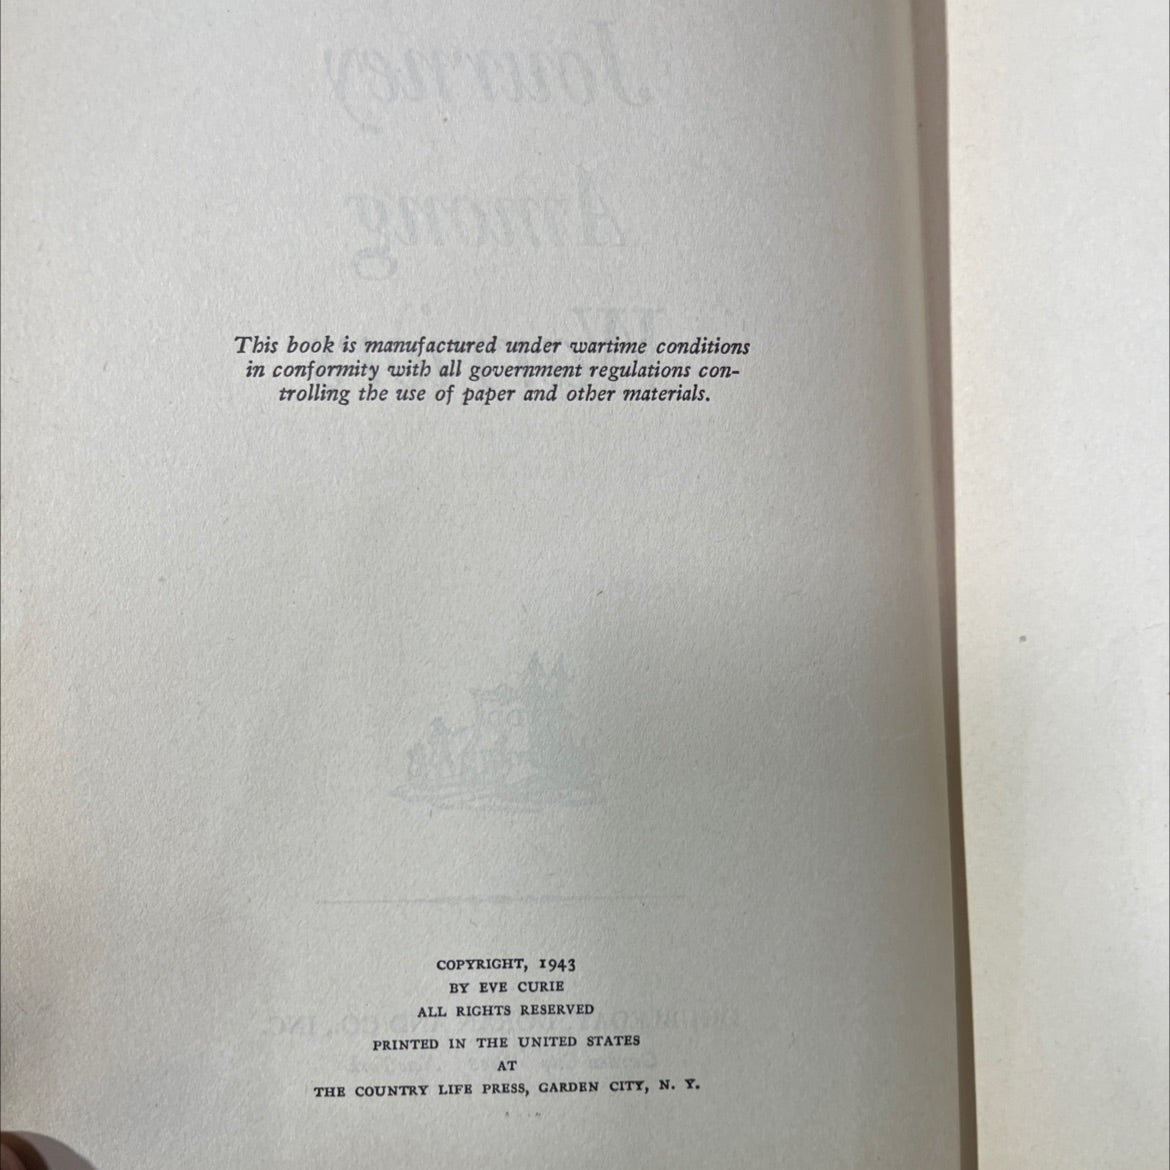 Journey
Among
This book is manufactured under wartime conditions
in conformity with all government regulations con-
trolling the use of paper and other materials.
COPYRIGHT, 1943
BY EVE CURIE
ALL RIGHTS RESERVED
PRINTED IN THE UNITED STATES
AT
THE COUNTRY LIFE PRESS, GARDEN CITY, N. Y.